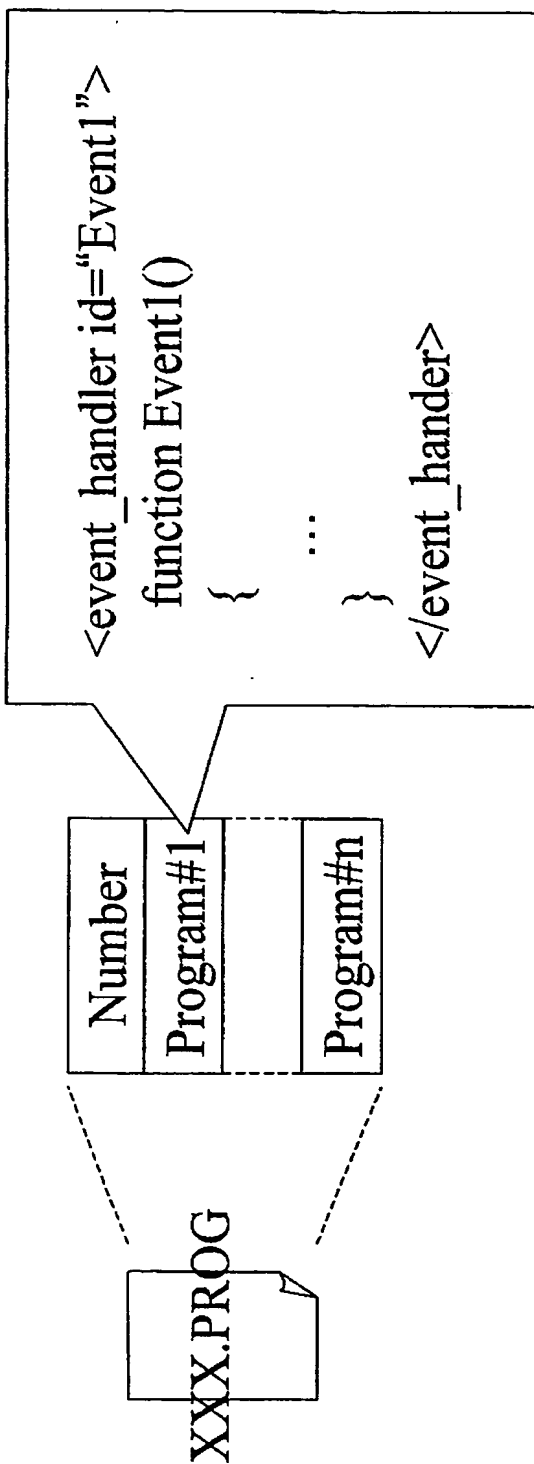 XXX.PROG
Number
Program#1
Program#n
<event_handler id=“Event1”>
function Event1()
{
…
}
</event_hander>